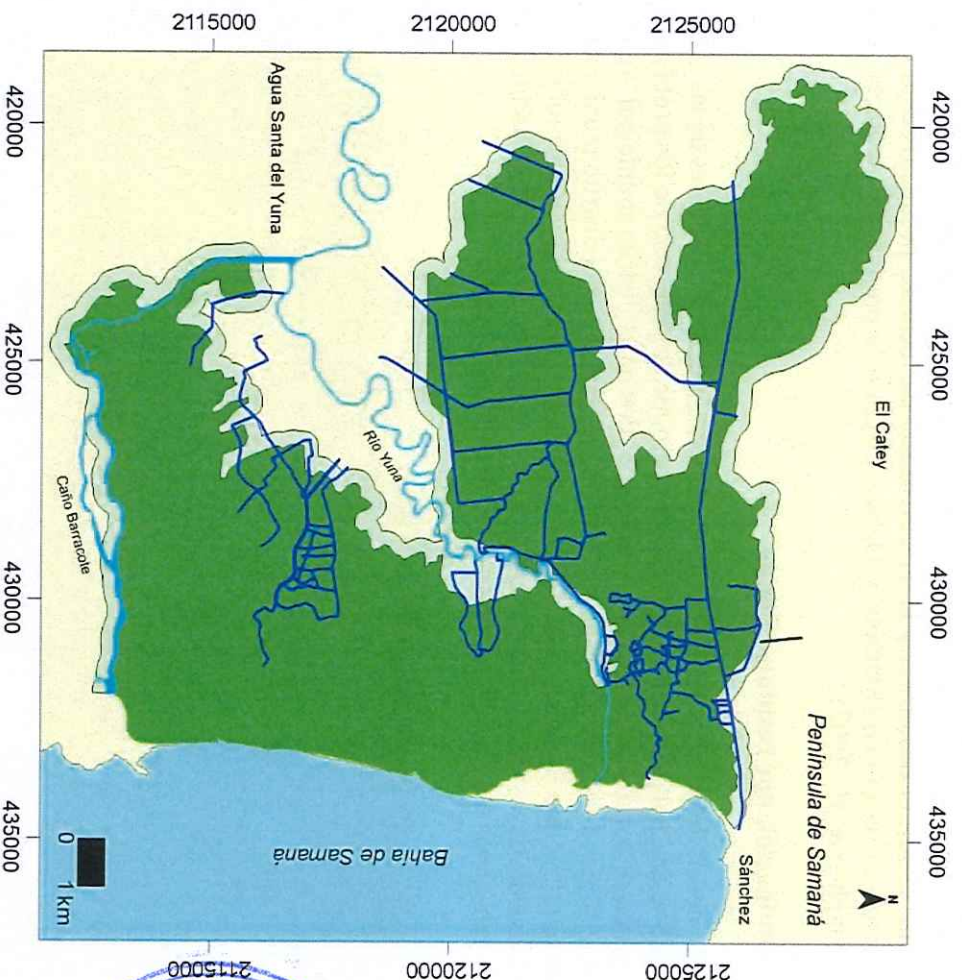 420000
425000
430000
435000
N
Península de Samaná
El Catey
Sánchez
2125000
2125000
2120000
2120000
Río Yuna
Bahía de Samaná
Agua Santa del Yuna
2115000
2115000
Caño Barracote
0 1 km
420000
425000
430000
435000